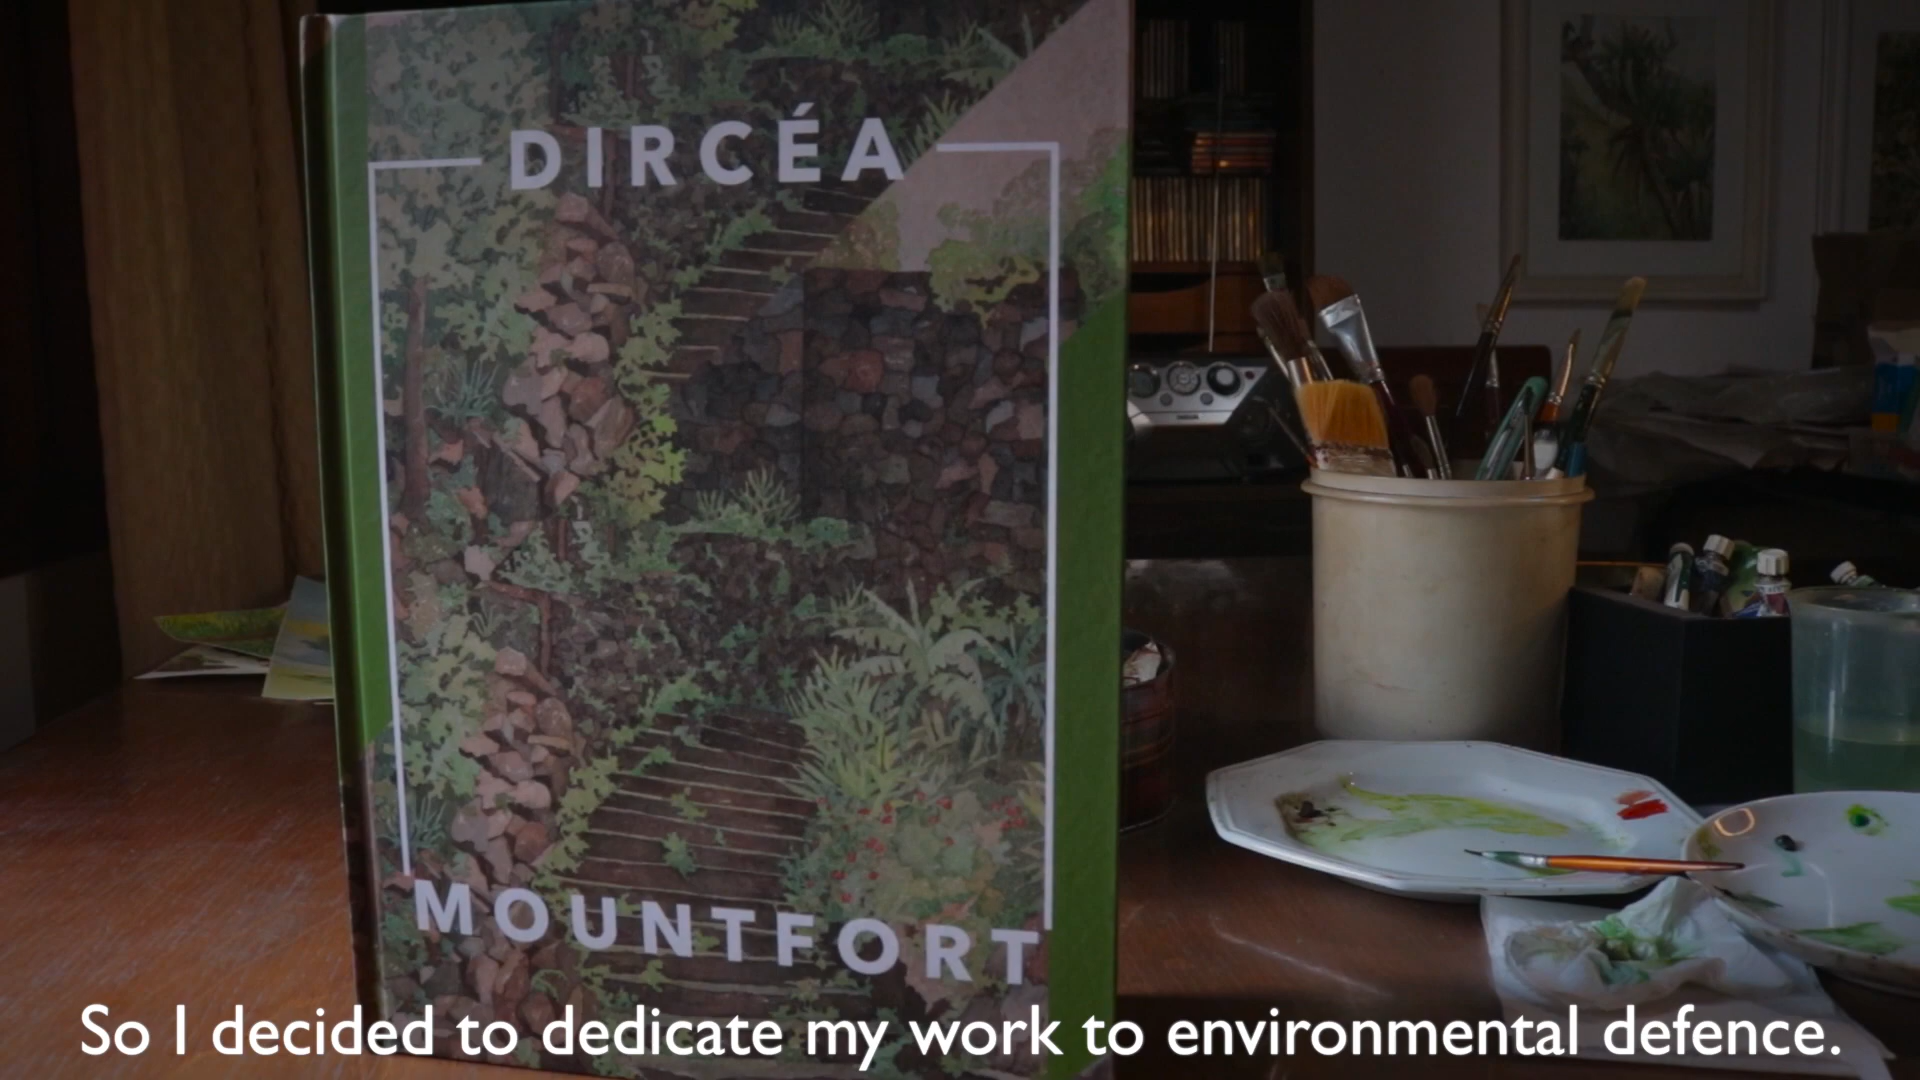 DIRCÉA
MOUNTFORT
So I decided to dedicate my work to environmental defence.